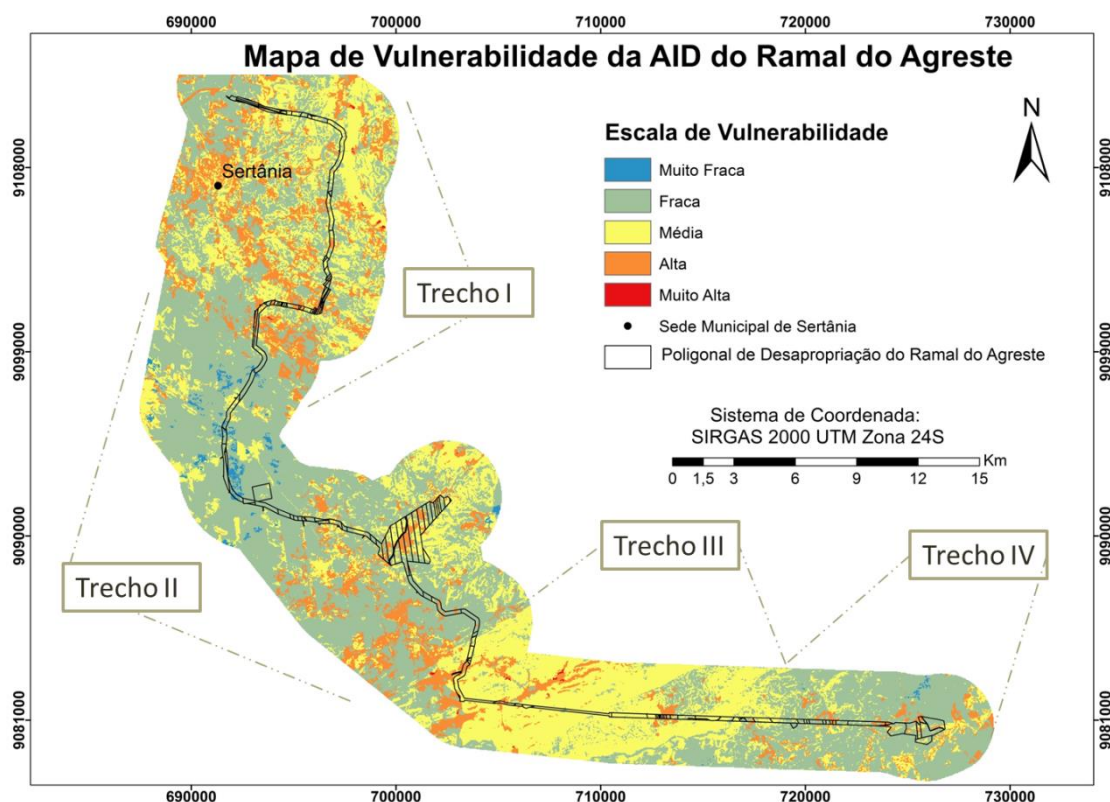 690000 700000 710000 720000 730000
Mapa de Vulnerabilidade da AID do Ramal do Agreste
N
9108000
9099000
9090000
9081000
9108000
9099000
9090000
9081000
Sertânia
Escala de Vulnerabilidade
Muito Fraca
Fraca
Média
Alta
Muito Alta
Sede Municipal de Sertânia
Poligonal de Desapropriação do Ramal do Agreste
Trecho I
Sistema de Coordenada:
SIRGAS 2000 UTM Zona 24S
Km
0 1,5 3 6 9 12 15
Trecho III
Trecho IV
Trecho II
690000 700000 710000 720000 730000